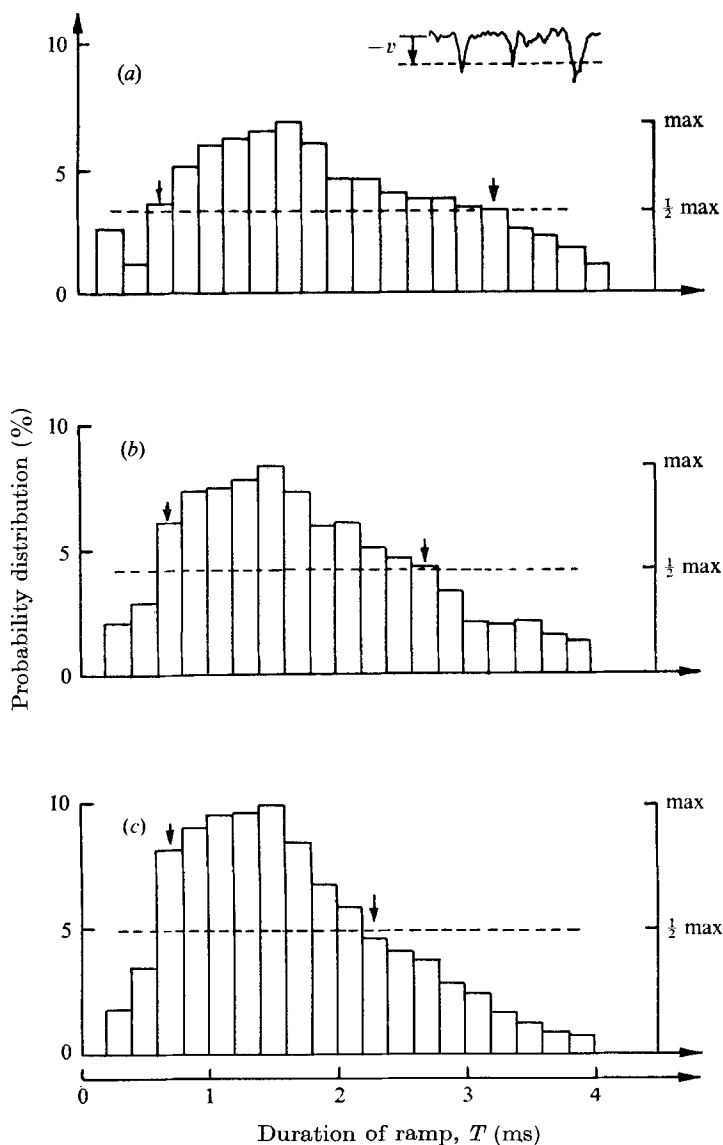 10
(a)
−v
max
5
½ max
0
Probability distribution (%)
10
(b)
max
5
½ max
0
10
(c)
max
5
½ max
0
0 1 2 3 4
Duration of ramp, T (ms)